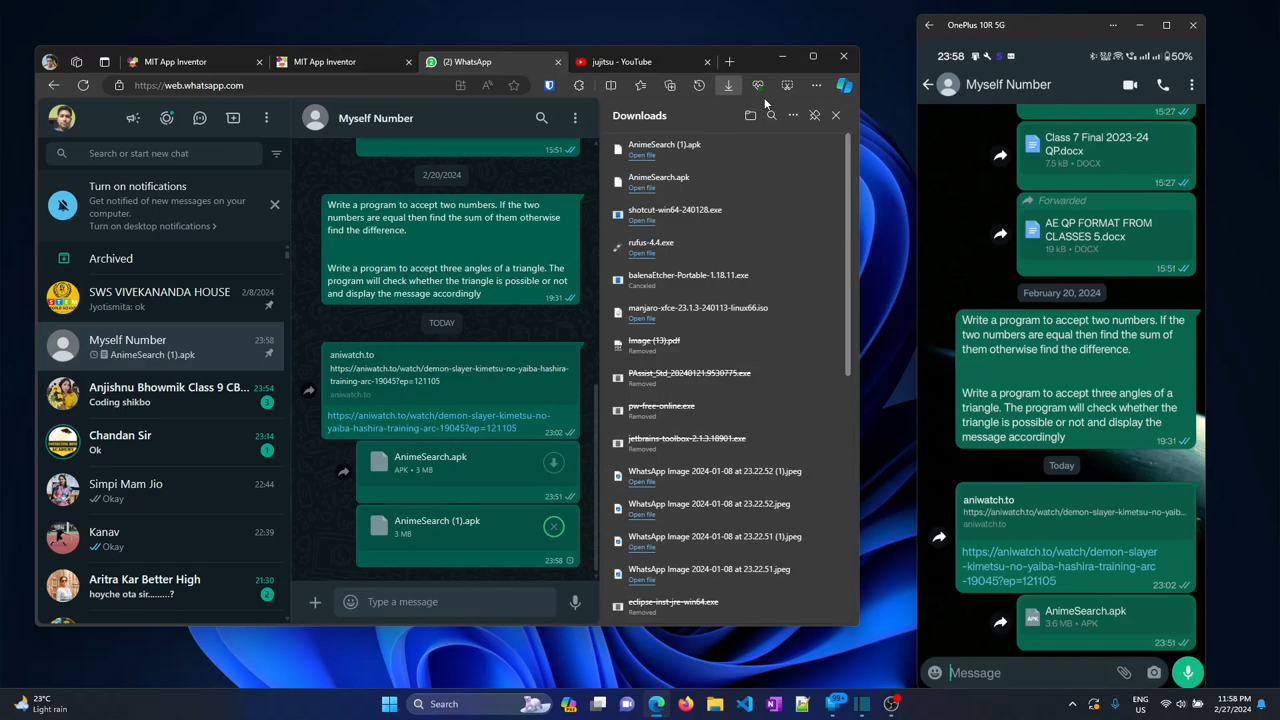 MIT App Inventor
MIT App Inventor
(2) WhatsApp
jujitsu - YouTube
https://web.whatsapp.com
Search or start new chat
Turn on notifications
Get notified of new messages on your
computer.
Turn on desktop notifications >
Archived
SWS VIVEKANANDA HOUSE
2/8/2024
Jyotismita: ok
Myself Number
AnimeSearch (1).apk
Anjishnu Bhowmik Class 9 CB...
23:54
Coding shikbo
3
Chandan Sir
23:14
Ok
1
Simpi Mam Jio
22:44
Okay
Kanav
22:39
Okay
Aritra Kar Better High
21:30
hoyche ota sir.........?
2
Myself Number
15:51
2/20/2024
Write a program to accept two numbers. If the two
numbers are equal then find the sum of them otherwise
find the difference.
Write a program to accept three angles of a triangle. The
program will check whether the triangle is possible or not
and display the message accordingly
19:31
TODAY
aniwatch.to
https://aniwatch.to/watch/demon-slayer-kimetsu-no-yaiba-hashira-
training-arc-19045?ep=121105
aniwatch.to
https://aniwatch.to/watch/demon-slayer-kimetsu-no-
yaiba-hashira-training-arc-19045?ep=121105
23:02
AnimeSearch.apk
APK • 3 MB
23:51
AnimeSearch (1).apk
3 MB
23:58
Type a message
Downloads
AnimeSearch (1).apk
Open file
AnimeSearch.apk
Open file
shotcut-win64-240128.exe
Open file
rufus-4.4.exe
Open file
balenaEtcher-Portable-1.18.11.exe
Canceled
manjaro-xfce-23.1.3-240113-linux66.iso
Open file
Image (13).pdf
Removed
PAssist_Std_20240121.9530775.exe
Removed
pw-free-online.exe
Removed
jetbrains-toolbox-2.1.3.18901.exe
Removed
WhatsApp Image 2024-01-08 at 23.22.52 (1).jpeg
Open file
WhatsApp Image 2024-01-08 at 23.22.52.jpeg
Open file
WhatsApp Image 2024-01-08 at 23.22.51 (1).jpeg
Open file
WhatsApp Image 2024-01-08 at 23.22.51.jpeg
Open file
eclipse-inst-jre-win64.exe
Removed
OnePlus 10R 5G
23:58
50%
Myself Number
15:27
Class 7 Final 2023-24
QP.docx
7.5 kB • DOCX
15:27
Forwarded
AE QP FORMAT FROM
CLASSES 5.docx
19 kB • DOCX
15:51
February 20, 2024
Write a program to accept two numbers. If the
two numbers are equal then find the sum of
them otherwise find the difference.
Write a program to accept three angles of a
triangle. The program will check whether the
triangle is possible or not and display the
message accordingly
19:31
Today
aniwatch.to
https://aniwatch.to/watch/demon-slayer-kimetsu-no-yaib...
aniwatch.to
https://aniwatch.to/watch/demon-slayer
-kimetsu-no-yaiba-hashira-training-arc
-19045?ep=121105
23:02
APK
AnimeSearch.apk
3.6 MB • APK
23:51
Message
23°C
Light rain
Search
99+
ENG
US
11:58 PM
2/27/2024